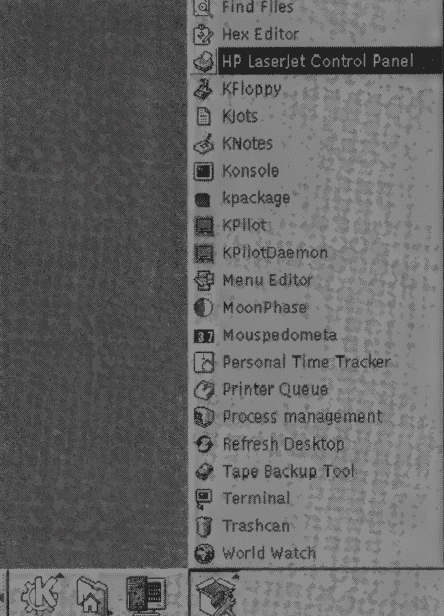 Find Files
Hex Editor
HP LaserJet Control Panel
KFloppy
KJots
KNotes
Konsole
kpackage
KPilot
KPilotDaemon
Menu Editor
MoonPhase
Mouspedometa
Personal Time Tracker
Printer Queue
Process management
Refresh Desktop
Tape Backup Tool
Terminal
Trashcan
World Watch
K